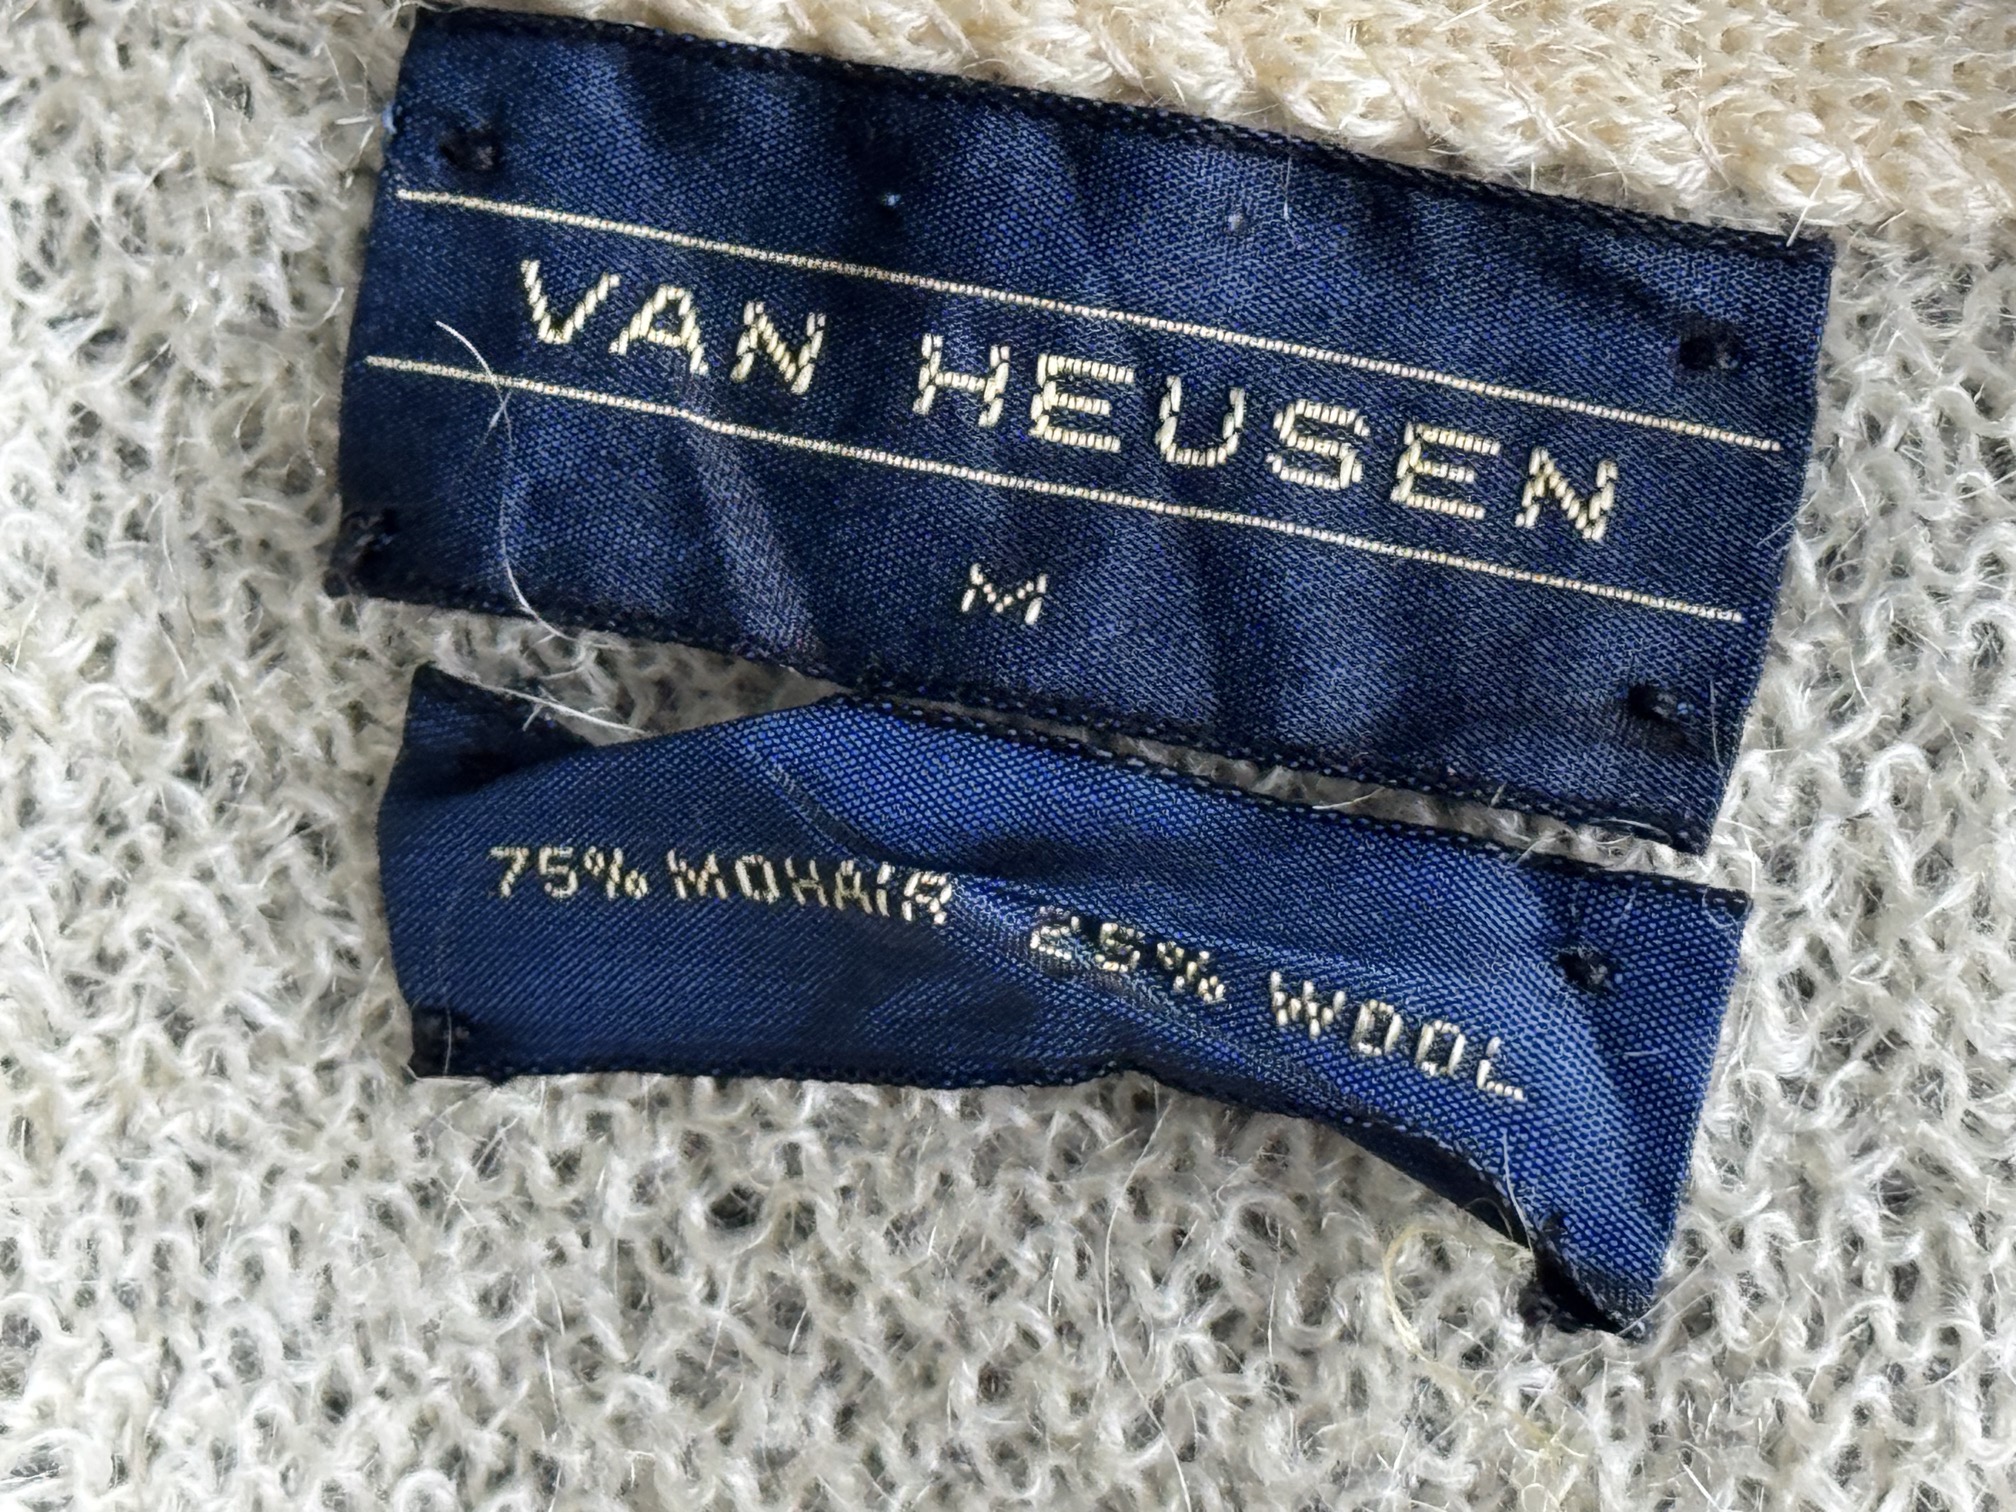 VAN HEUSEN
M
75% MOHAIR 25% WOOL